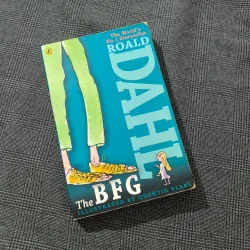 The World's
No.1 Storyteller
ROALD
DAHL
The BFG
ILLUSTRATED BY QUENTIN BLAKE